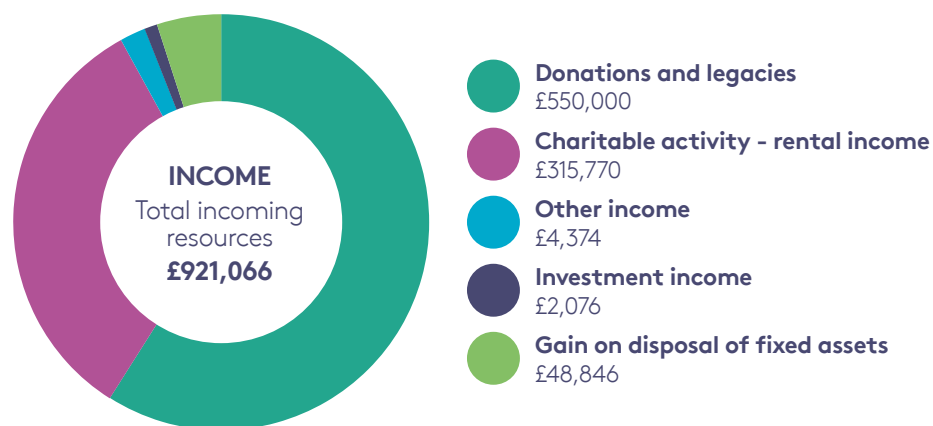 INCOME
Total incoming
resources
£921,066
Donations and legacies
£550,000
Charitable activity - rental income
£315,770
Other income
£4,374
Investment income
£2,076
Gain on disposal of fixed assets
£48,846